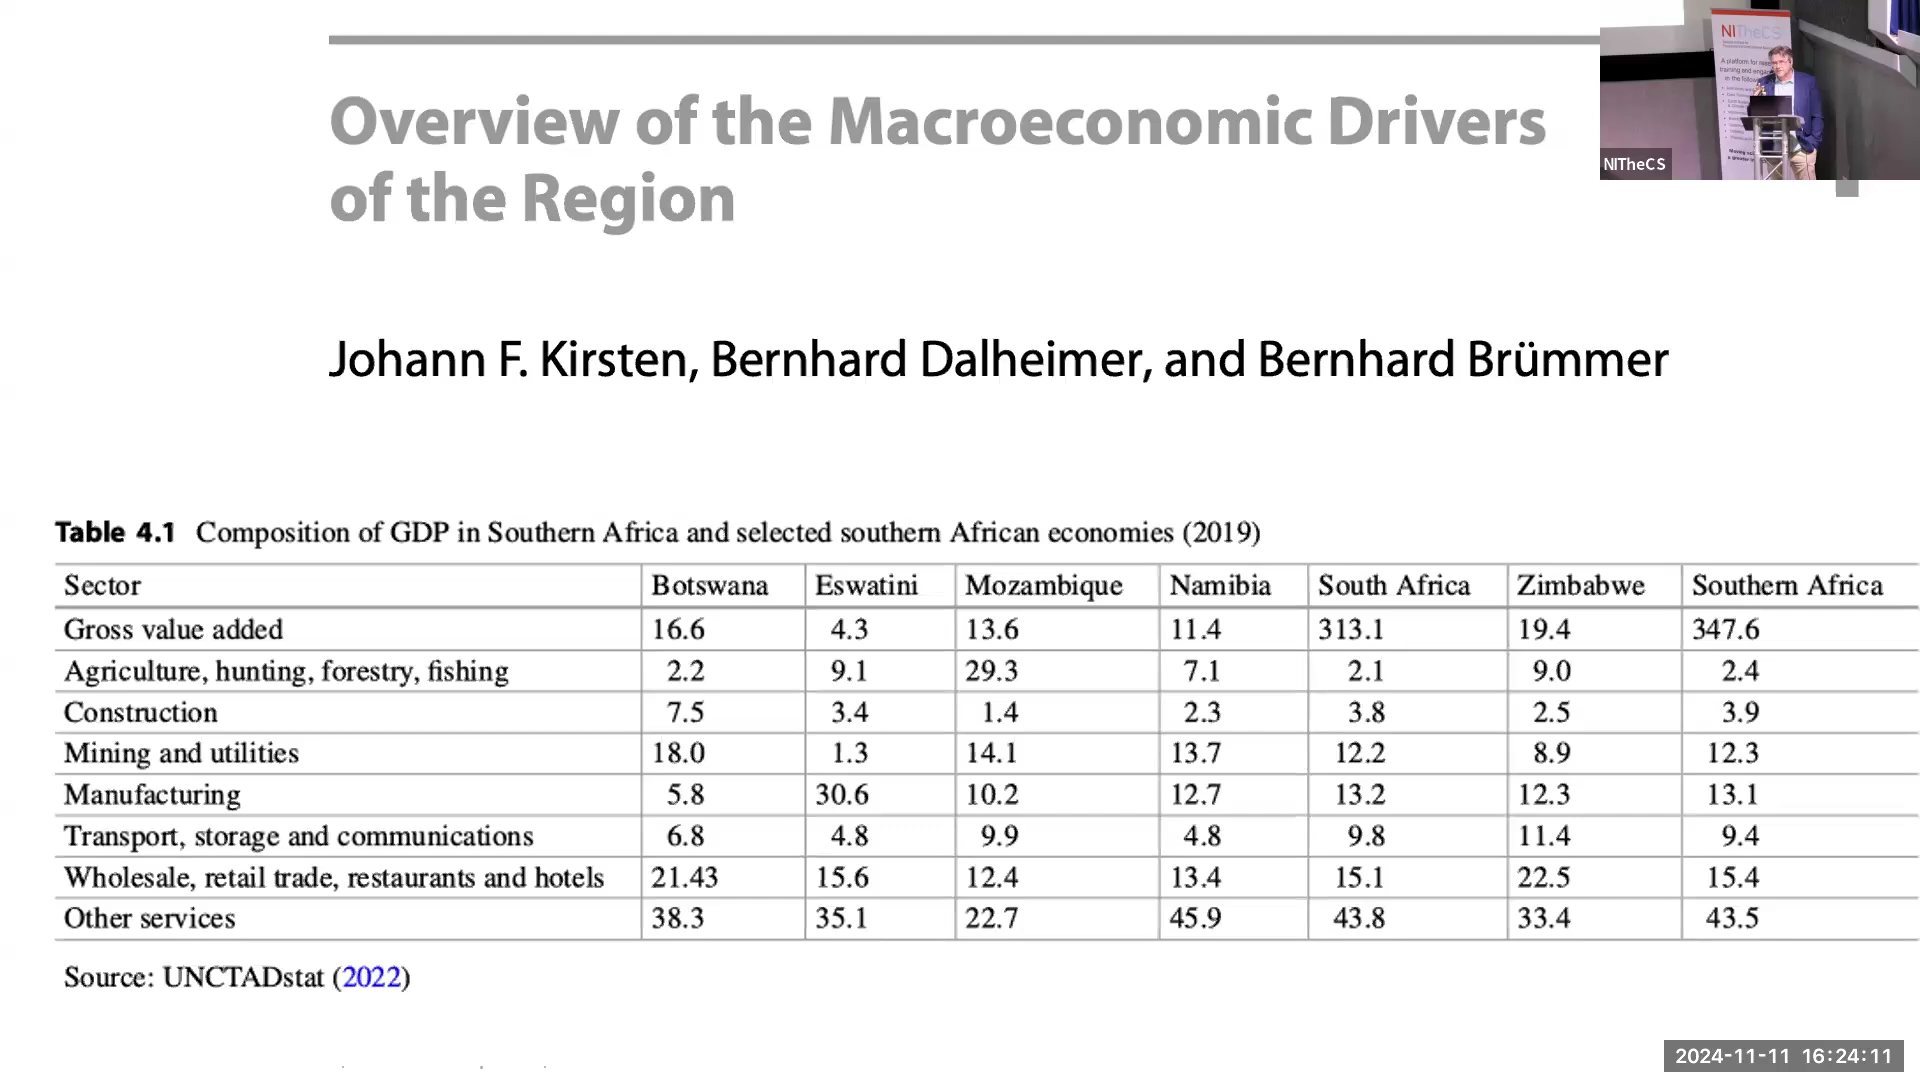 Overview of the Macroeconomic Drivers
of the Region
NITheCS
NITheCS
Johann F. Kirsten, Bernhard Dalheimer, and Bernhard Brümmer
Table 4.1 Composition of GDP in Southern Africa and selected southern African economies (2019)
Sector Botswana Eswatini Mozambique Namibia South Africa Zimbabwe Southern Africa
Gross value added 16.6 4.3 13.6 11.4 313.1 19.4 347.6
Agriculture, hunting, forestry, fishing 2.2 9.1 29.3 7.1 2.1 9.0 2.4
Construction 7.5 3.4 1.4 2.3 3.8 2.5 3.9
Mining and utilities 18.0 1.3 14.1 13.7 12.2 8.9 12.3
Manufacturing 5.8 30.6 10.2 12.7 13.2 12.3 13.1
Transport, storage and communications 6.8 4.8 9.9 4.8 9.8 11.4 9.4
Wholesale, retail trade, restaurants and hotels 21.43 15.6 12.4 13.4 15.1 22.5 15.4
Other services 38.3 35.1 22.7 45.9 43.8 33.4 43.5
Source: UNCTADstat (2022)
2024-11-11 16:24:11